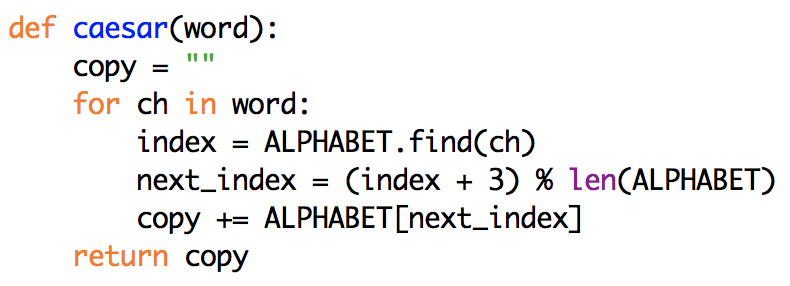 def caesar(word):
    copy = ""
    for ch in word:
        index = ALPHABET.find(ch)
        next_index = (index + 3) % len(ALPHABET)
        copy += ALPHABET[next_index]
    return copy